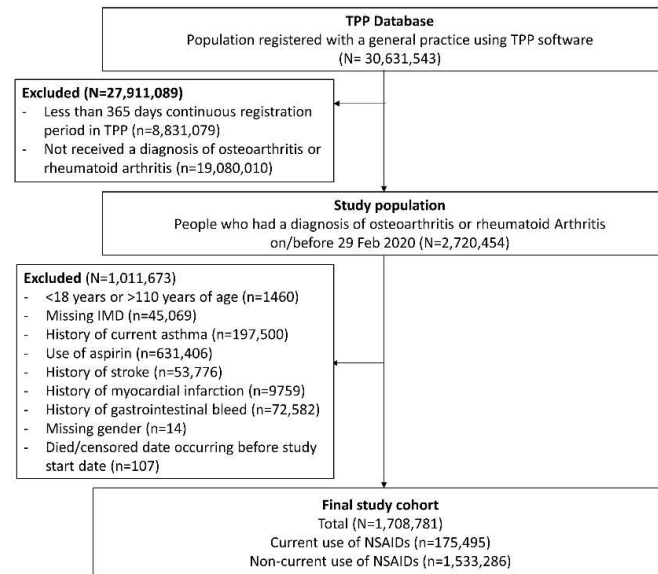 TPP Database
Population registered with a general practice using TPP software
(N= 30,631,543)
Excluded (N=27,911,089)
- Less than 365 days continuous registration
period in TPP (n=8,831,079)
- Not received a diagnosis of osteoarthritis or
rheumatoid arthritis (n=19,080,010)
Study population
People who had a diagnosis of osteoarthritis or rheumatoid Arthritis
on/before 29 Feb 2020 (N=2,720,454)
Excluded (N=1,011,673)
- <18 years or >110 years of age (n=1460)
- Missing IMD (n=45,069)
- History of current asthma (n=197,500)
- Use of aspirin (n=631,406)
- History of stroke (n=53,776)
- History of myocardial infarction (n=9759)
- History of gastrointestinal bleed (n=72,582)
- Missing gender (n=14)
- Died/censored date occurring before study
start date (n=107)
Final study cohort
Total (N=1,708,781)
Current use of NSAIDs (n=175,495)
Non-current use of NSAIDs (n=1,533,286)